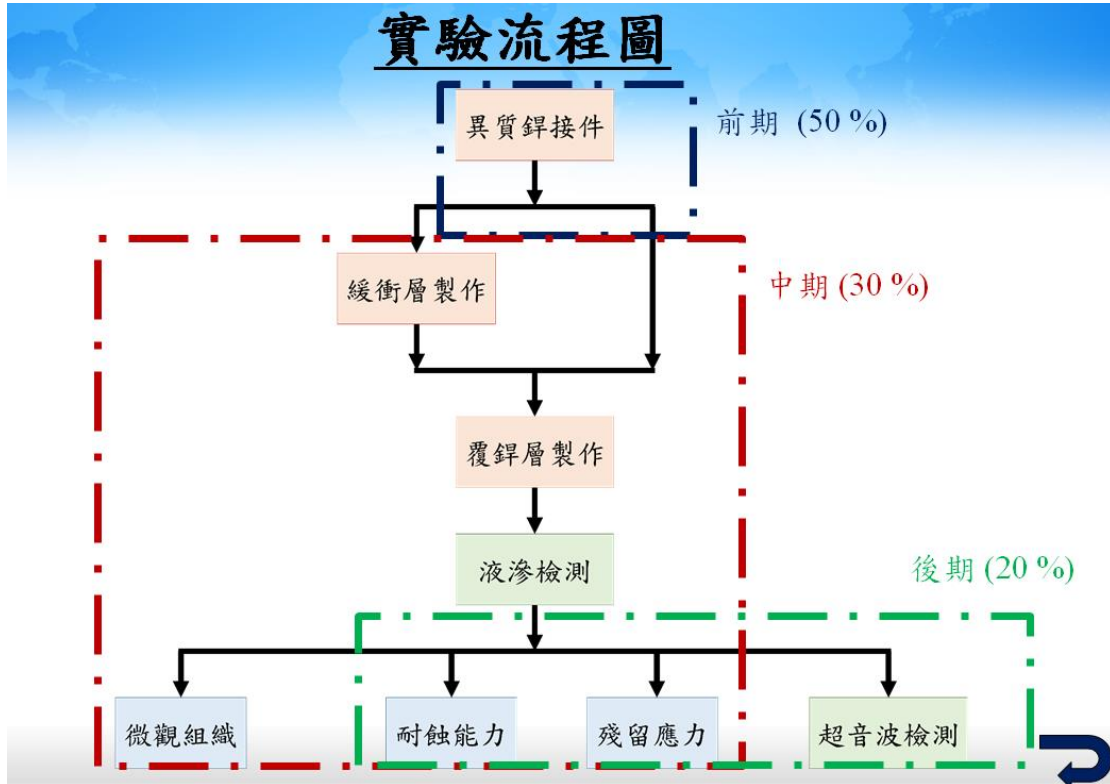 實驗流程圖
異質銲接件
前期 (50 %)
緩衝層製作
中期 (30 %)
覆銲層製作
液滲檢測
後期 (20 %)
微觀組織
耐蝕能力
殘留應力
超音波檢測